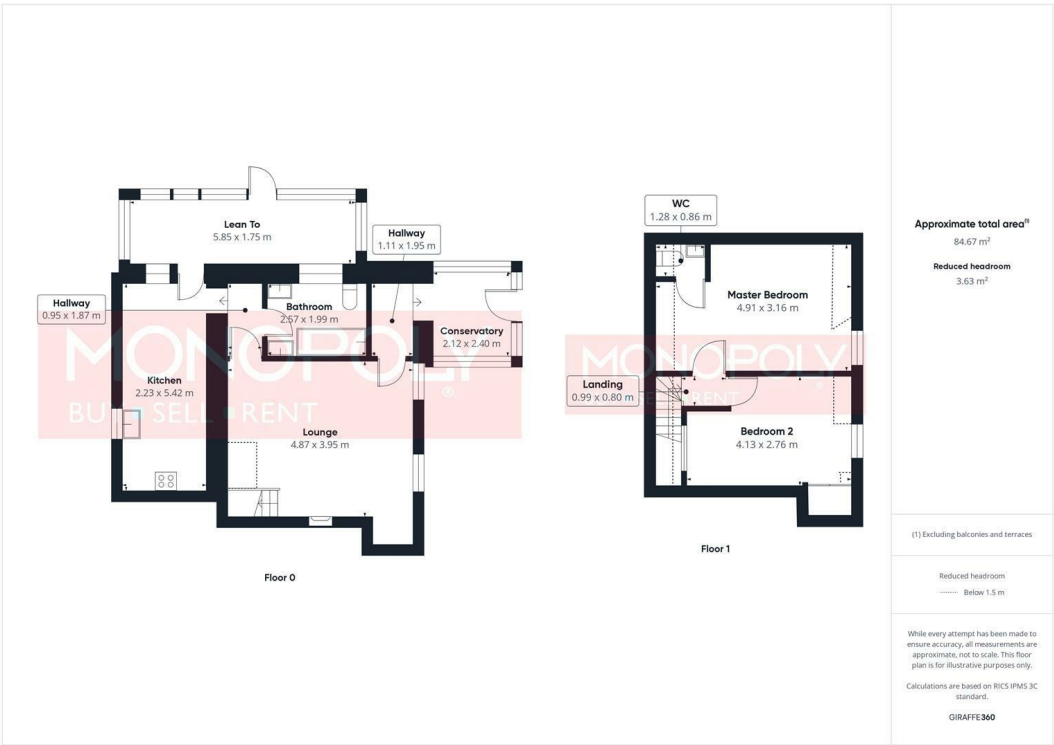 Lean To
5.85 x 1.75 m
Hallway
1.11 x 1.95 m
Hallway
0.95 x 1.87 m
Bathroom
2.57 x 1.99 m
Conservatory
2.12 x 2.40 m
Kitchen
2.23 x 5.42 m
Lounge
4.87 x 3.95 m
MONOPOLY
®
BUY SELL RENT
Floor 0
WC
1.28 x 0.86 m
Master Bedroom
4.91 x 3.16 m
Landing
0.99 x 0.80 m
Bedroom 2
4.13 x 2.76 m
MONOPOLY
®
RENT
Floor 1
Approximate total area(1)
84.67 m²
Reduced headroom
3.63 m²
(1) Excluding balconies and terraces
Reduced headroom
Below 1.5 m
While every attempt has been made to
ensure accuracy, all measurements are
approximate, not to scale. This floor
plan is for illustrative purposes only.
Calculations are based on RICS IPMS 3C
standard.
GIRAFFE360